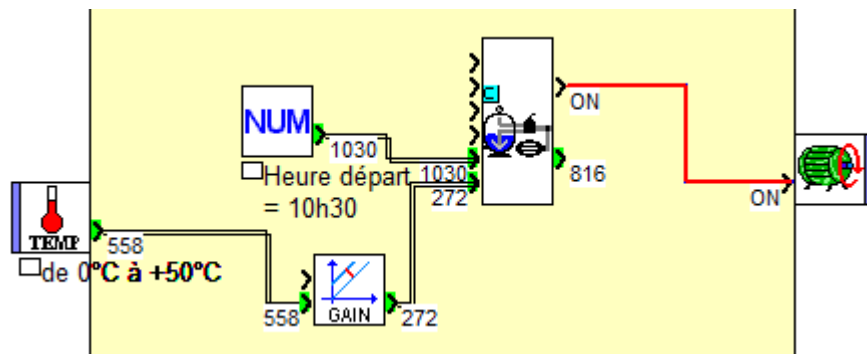 ON
NUM
1030
816
Heure départ 1030
= 10h30
272
ON
TEMP
558
de 0°C à +50°C
558
GAIN
272